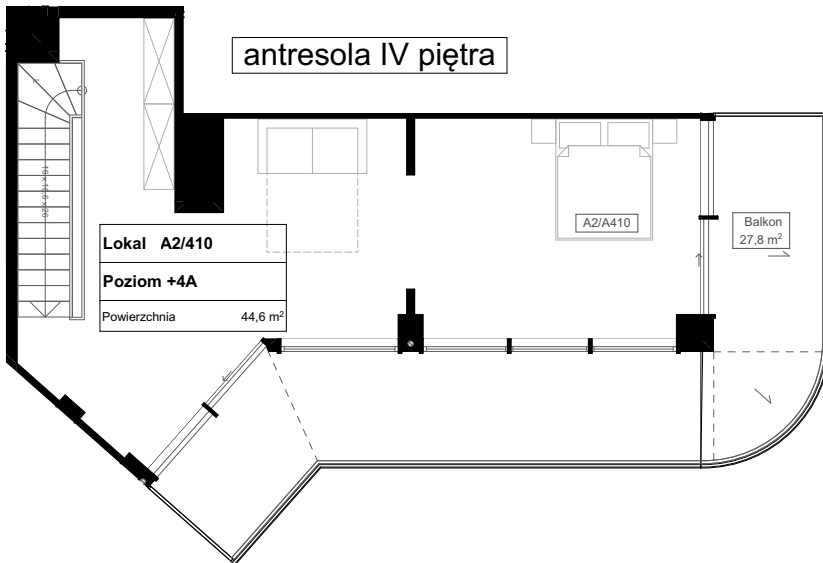 antresola IV piętra
Lokal A2/410
Poziom +4A
Powierzchnia 44,6 m²
A2/A410
Balkon
27,8 m²